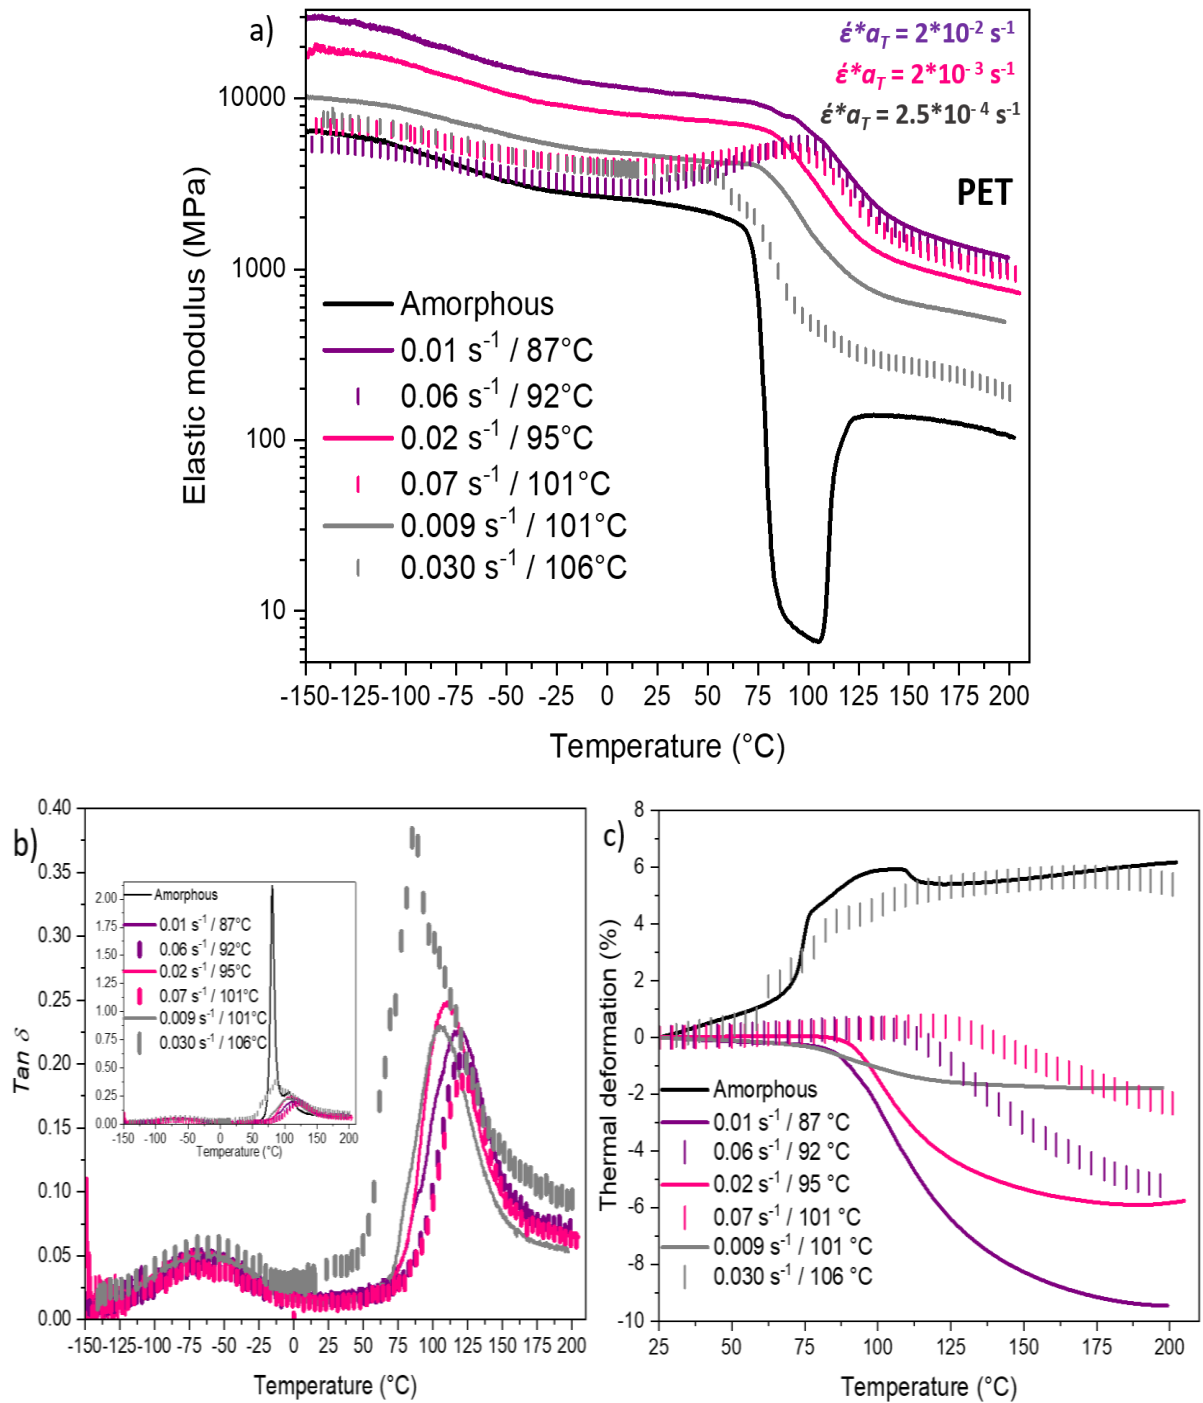 a)
ἐ*a_T = 2*10⁻² s⁻¹
ἐ*a_T = 2*10⁻³ s⁻¹
ἐ*a_T = 2.5*10⁻⁴ s⁻¹
PET
10000
1000
100
10
Elastic modulus (MPa)
Amorphous
0.01 s⁻¹ / 87°C
0.06 s⁻¹ / 92°C
0.02 s⁻¹ / 95°C
0.07 s⁻¹ / 101°C
0.009 s⁻¹ / 101°C
0.030 s⁻¹ / 106°C
-150 -125 -100 -75 -50 -25 0 25 50 75 100 125 150 175 200
Temperature (°C)
b)
0.40
0.35
0.30
0.25
0.20
0.15
0.10
0.05
0.00
Tan δ
Amorphous
0.01 s⁻¹ / 87°C
0.06 s⁻¹ / 92°C
0.02 s⁻¹ / 95°C
0.07 s⁻¹ / 101°C
0.009 s⁻¹ / 101°C
0.030 s⁻¹ / 106°C
2.00
1.75
1.50
1.25
1.00
0.75
0.50
0.25
0.00
-150 -100 -50 0 50 100 150 200
Temperature (°C)
-150 -125 -100 -75 -50 -25 0 25 50 75 100 125 150 175 200
Temperature (°C)
c)
8
6
4
2
0
-2
-4
-6
-8
-10
Thermal deformation (%)
Amorphous
0.01 s⁻¹ / 87 °C
0.06 s⁻¹ / 92 °C
0.02 s⁻¹ / 95 °C
0.07 s⁻¹ / 101 °C
0.009 s⁻¹ / 101 °C
0.030 s⁻¹ / 106 °C
25 50 75 100 125 150 175 200
Temperature (°C)